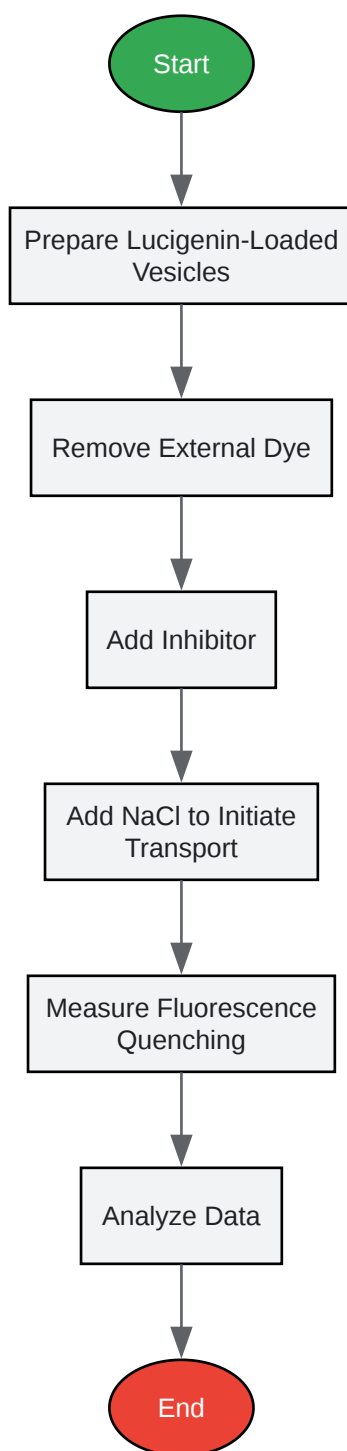 Start
Prepare Lucigenin-Loaded
Vesicles
Remove External Dye
Add Inhibitor
Add NaCl to Initiate
Transport
Measure Fluorescence
Quenching
Analyze Data
End